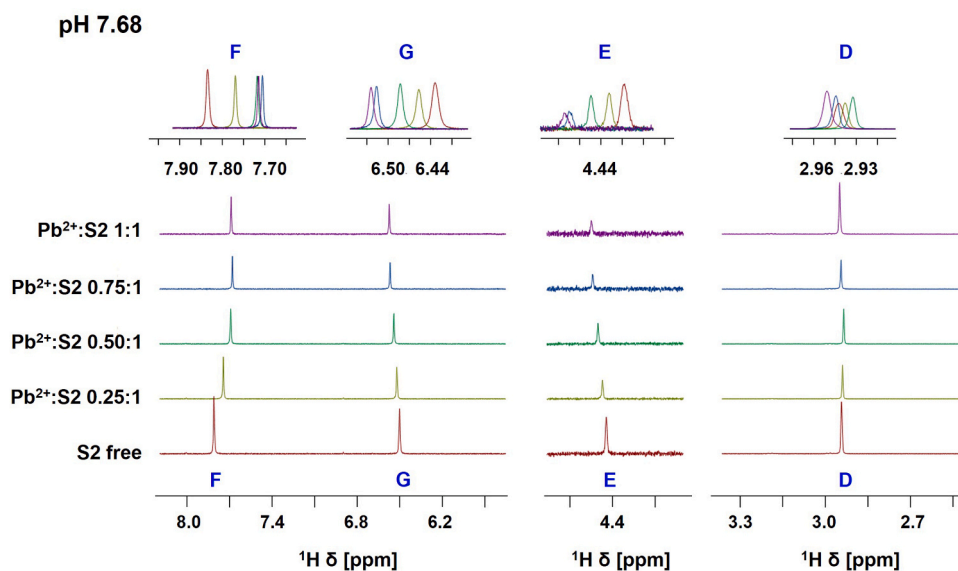 pH 7.68
F G E D
7.90 7.80 7.70 6.50 6.44 4.44 2.96 2.93
Pb²⁺:S2 1:1
Pb²⁺:S2 0.75:1
Pb²⁺:S2 0.50:1
Pb²⁺:S2 0.25:1
S2 free
F G E D
8.0 7.4 6.8 6.2 4.4 3.3 3.0 2.7
¹H δ [ppm] ¹H δ [ppm] ¹H δ [ppm]